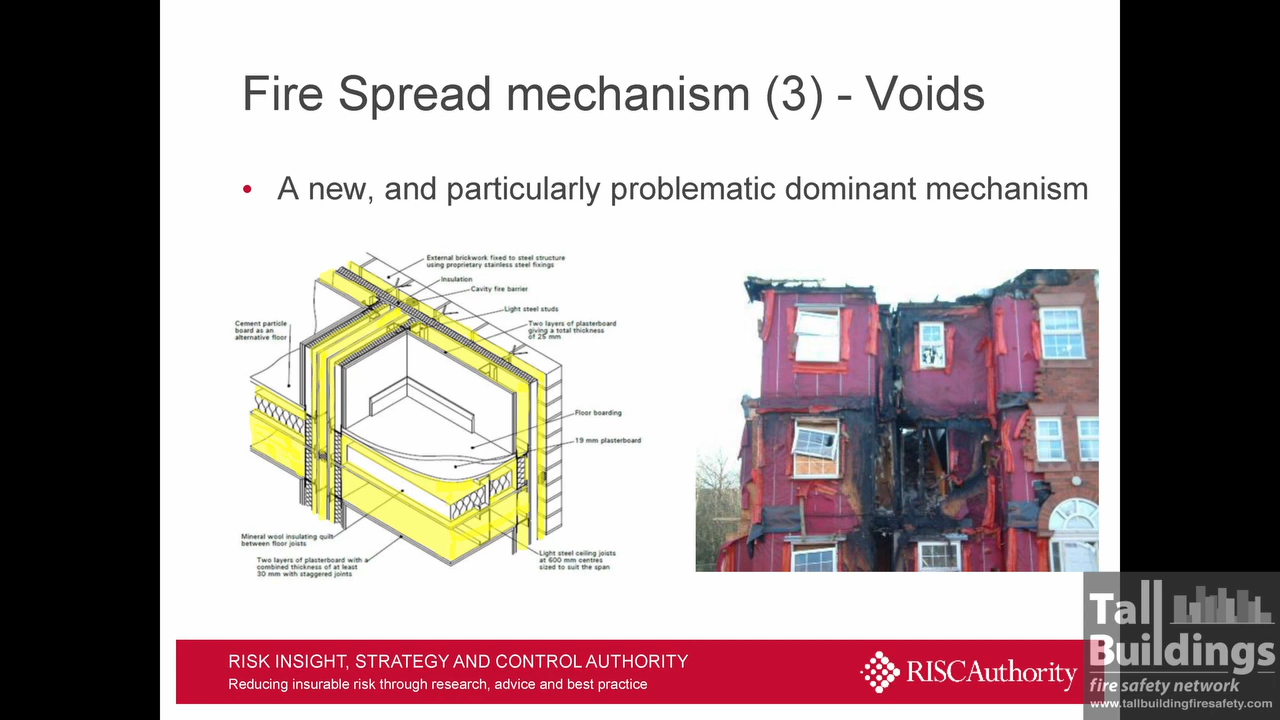 Fire Spread mechanism (3) - Voids
• A new, and particularly problematic dominant mechanism
External brickwork fixed to steel structure
using proprietary stainless steel fixings
Insulation
Cavity fire barrier
Light steel studs
Cement particle
board as an
alternative floor
Two layers of plasterboard
giving a total thickness
of 25 mm
Floor boarding
19 mm plasterboard
Mineral wool insulating quilt
between floor joists
Two layers of plasterboard with a
combined thickness of at least
30 mm with staggered joints
Light steel ceiling joists
at 600 mm centres
sized to suit the span
RISK INSIGHT, STRATEGY AND CONTROL AUTHORITY
Reducing insurable risk through research, advice and best practice
RISCAuthority
Tall
Buildings
fire safety network
www.tallbuildingfiresafety.com